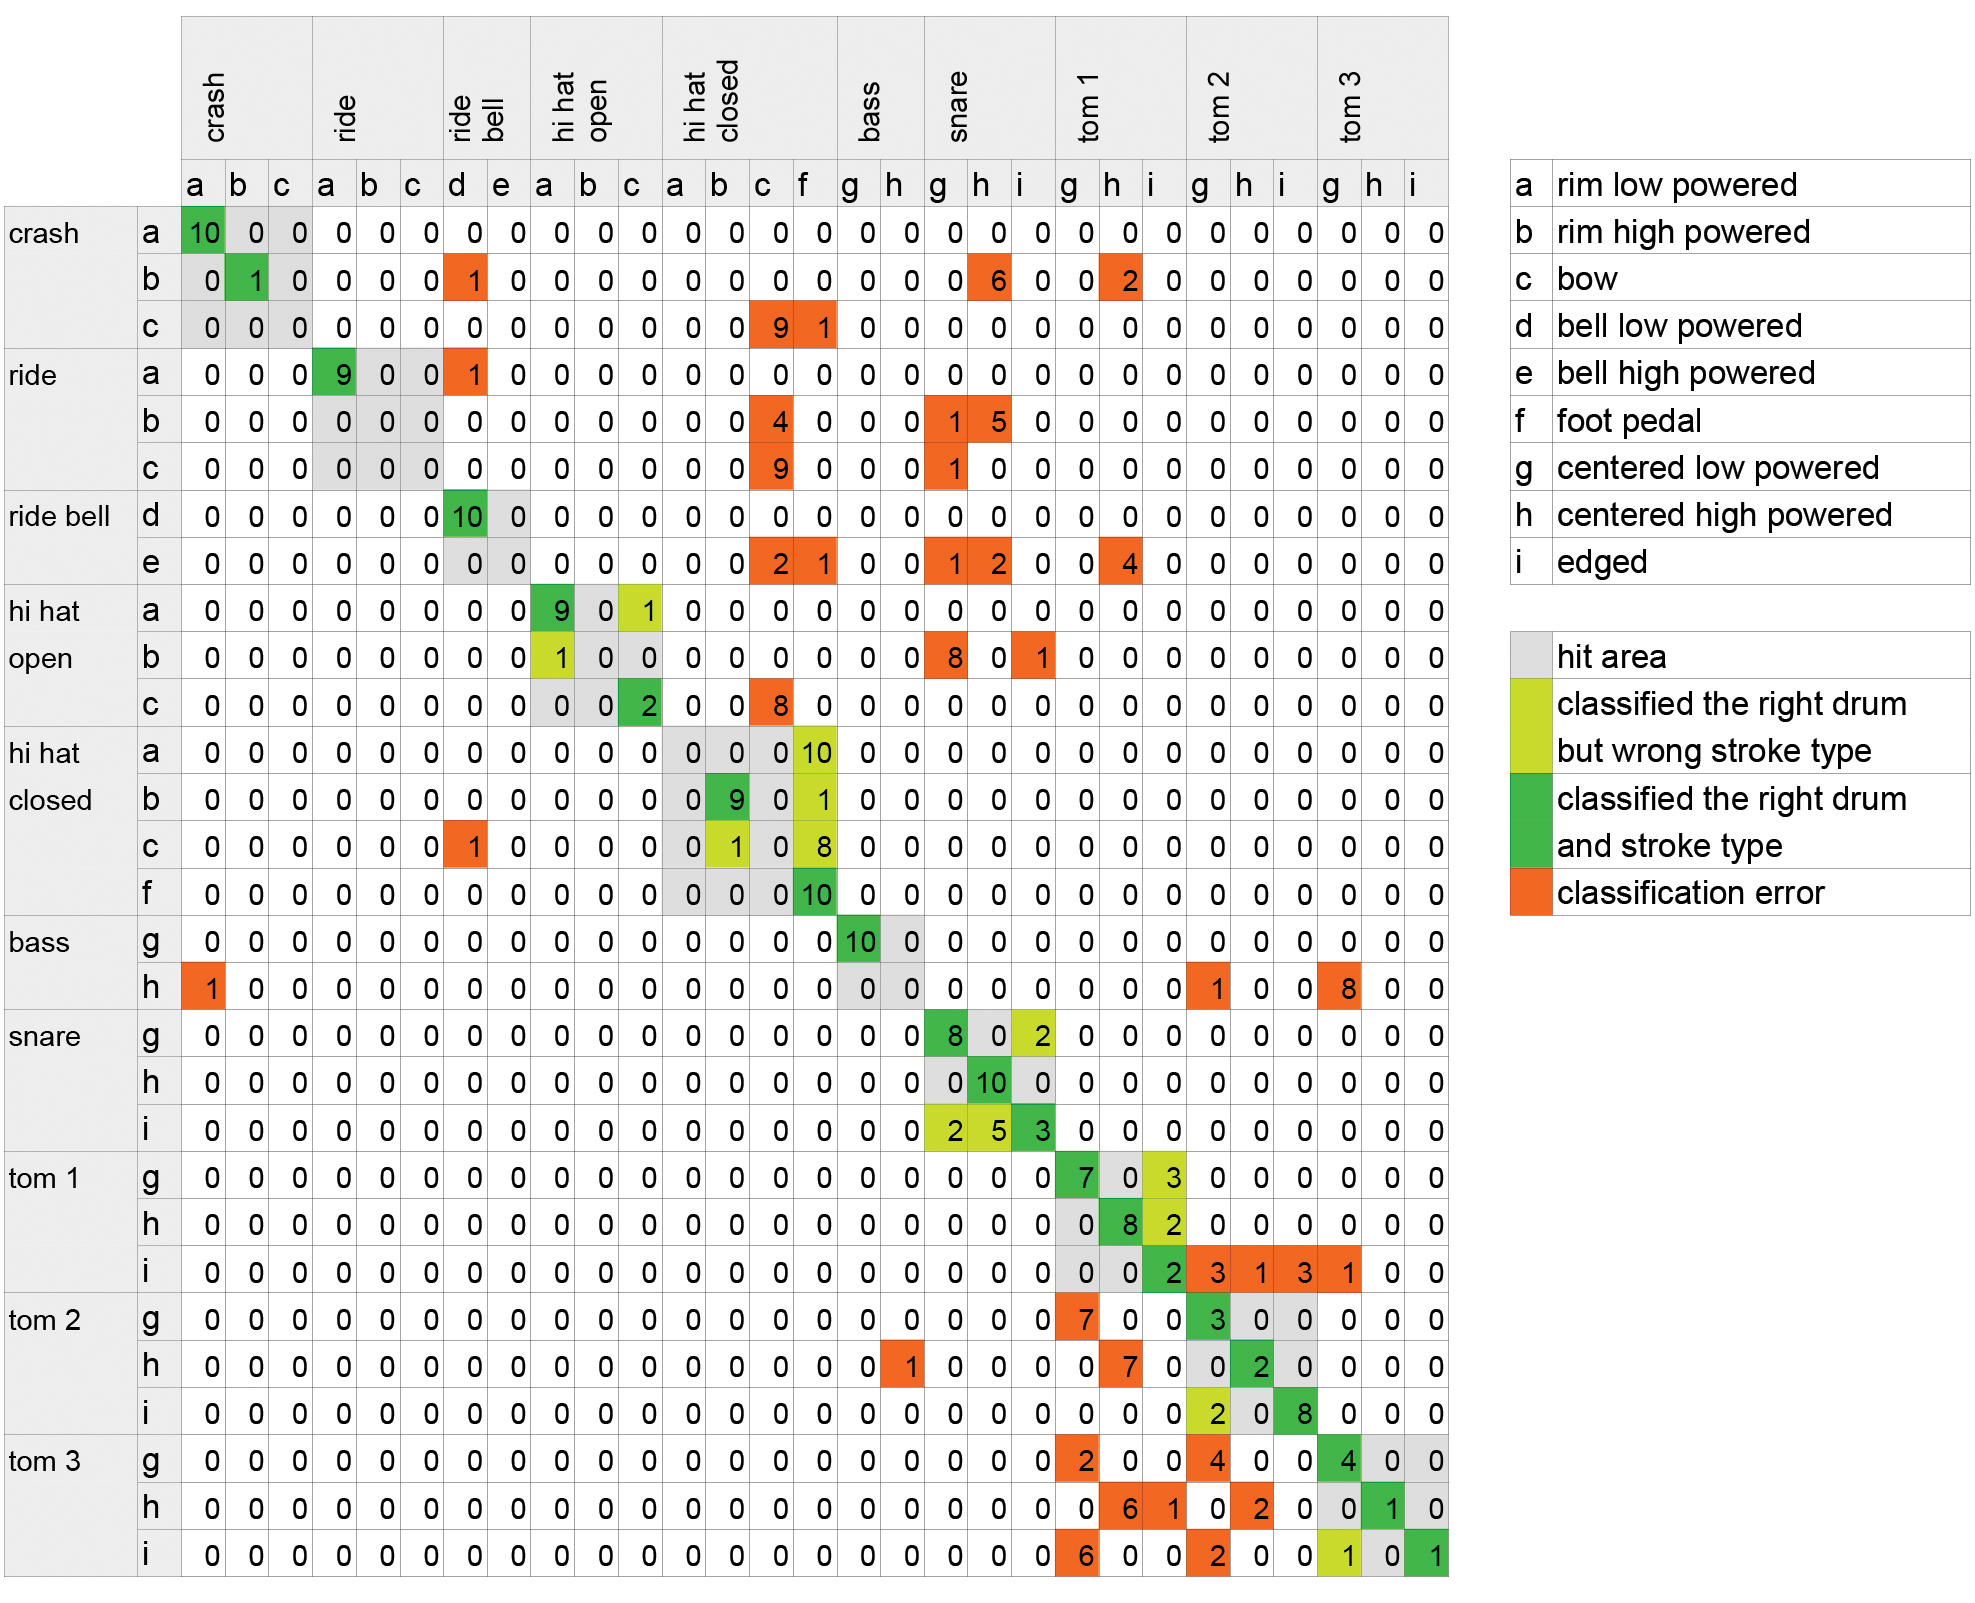 crash ride ride bell hi hat open hi hat closed bass snare tom 1 tom 2 tom 3
a b c a b c d e a b c a b c f g h g h i g h i g h i g h i
crash a 10 0 0 0 0 0 0 0 0 0 0 0 0 0 0 0 0 0 0 0 0 0 0 0 0 0 0 0 0
b 0 1 0 0 0 0 1 0 0 0 0 0 0 0 0 0 0 0 6 0 0 2 0 0 0 0 0 0 0
c 0 0 0 0 0 0 0 0 0 0 0 0 0 9 1 0 0 0 0 0 0 0 0 0 0 0 0 0 0
ride a 0 0 0 9 0 0 1 0 0 0 0 0 0 0 0 0 0 0 0 0 0 0 0 0 0 0 0 0 0
b 0 0 0 0 0 0 0 0 0 0 0 0 0 4 0 0 0 1 5 0 0 0 0 0 0 0 0 0 0
c 0 0 0 0 0 0 0 0 0 0 0 0 0 9 0 0 0 1 0 0 0 0 0 0 0 0 0 0 0
ride bell d 0 0 0 0 0 0 10 0 0 0 0 0 0 0 0 0 0 0 0 0 0 0 0 0 0 0 0 0 0
e 0 0 0 0 0 0 0 0 0 0 0 0 0 2 1 0 0 1 2 0 0 4 0 0 0 0 0 0 0
hi hat a 0 0 0 0 0 0 0 0 9 0 1 0 0 0 0 0 0 0 0 0 0 0 0 0 0 0 0 0 0
open b 0 0 0 0 0 0 0 0 1 0 0 0 0 0 0 0 0 8 0 1 0 0 0 0 0 0 0 0 0
c 0 0 0 0 0 0 0 0 0 0 2 0 0 8 0 0 0 0 0 0 0 0 0 0 0 0 0 0 0
hi hat a 0 0 0 0 0 0 0 0 0 0 0 0 0 0 10 0 0 0 0 0 0 0 0 0 0 0 0 0 0
closed b 0 0 0 0 0 0 0 0 0 0 0 0 9 0 1 0 0 0 0 0 0 0 0 0 0 0 0 0 0
c 0 0 0 0 0 0 1 0 0 0 0 0 1 0 8 0 0 0 0 0 0 0 0 0 0 0 0 0 0
f 0 0 0 0 0 0 0 0 0 0 0 0 0 0 10 0 0 0 0 0 0 0 0 0 0 0 0 0 0
bass g 0 0 0 0 0 0 0 0 0 0 0 0 0 0 0 10 0 0 0 0 0 0 0 0 0 0 0 0 0
h 1 0 0 0 0 0 0 0 0 0 0 0 0 0 0 0 0 0 0 0 0 0 0 1 0 0 8 0 0
snare g 0 0 0 0 0 0 0 0 0 0 0 0 0 0 0 0 0 8 0 2 0 0 0 0 0 0 0 0 0
h 0 0 0 0 0 0 0 0 0 0 0 0 0 0 0 0 0 0 10 0 0 0 0 0 0 0 0 0 0
i 0 0 0 0 0 0 0 0 0 0 0 0 0 0 0 0 0 2 5 3 0 0 0 0 0 0 0 0 0
tom 1 g 0 0 0 0 0 0 0 0 0 0 0 0 0 0 0 0 0 0 0 0 7 0 3 0 0 0 0 0 0
h 0 0 0 0 0 0 0 0 0 0 0 0 0 0 0 0 0 0 0 0 0 8 2 0 0 0 0 0 0
i 0 0 0 0 0 0 0 0 0 0 0 0 0 0 0 0 0 0 0 0 0 0 2 3 1 3 1 0 0
tom 2 g 0 0 0 0 0 0 0 0 0 0 0 0 0 0 0 0 0 0 0 0 7 0 0 3 0 0 0 0 0
h 0 0 0 0 0 0 0 0 0 0 0 0 0 0 0 0 1 0 0 0 0 7 0 0 2 0 0 0 0
i 0 0 0 0 0 0 0 0 0 0 0 0 0 0 0 0 0 0 0 0 0 0 0 2 0 8 0 0 0
tom 3 g 0 0 0 0 0 0 0 0 0 0 0 0 0 0 0 0 0 0 0 0 2 0 0 4 0 0 4 0 0
h 0 0 0 0 0 0 0 0 0 0 0 0 0 0 0 0 0 0 0 0 0 6 1 0 2 0 0 1 0
i 0 0 0 0 0 0 0 0 0 0 0 0 0 0 0 0 0 0 0 0 6 0 0 2 0 0 1 0 1
a rim low powered
b rim high powered
c bow
d bell low powered
e bell high powered
f foot pedal
g centered low powered
h centered high powered
i edged
hit area
classified the right drum
but wrong stroke type
classified the right drum
and stroke type
classification error